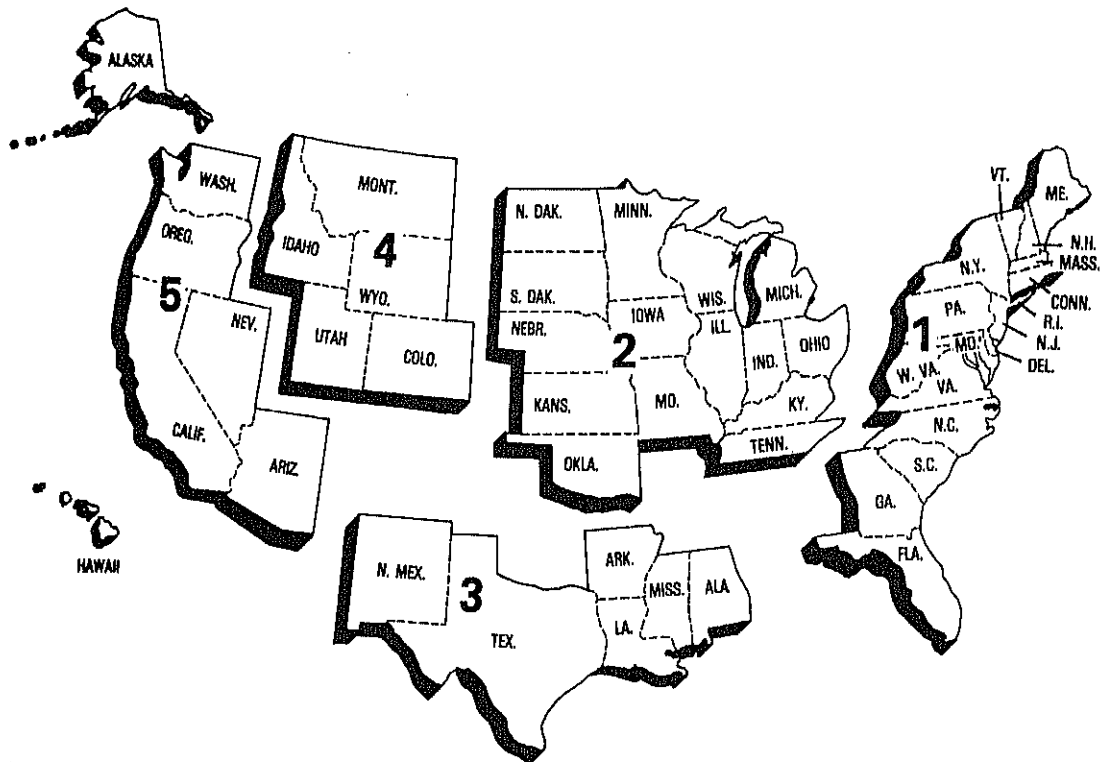 ALASKA
WASH.
OREG.
5
NEV.
CALIF.
ARIZ.
HAWAII
MONT.
IDAHO
4
WYO.
UTAH
COLO.
N. DAK.
MINN.
S. DAK.
WIS.
MICH.
NEBR.
IOWA
2
ILL.
IND.
OHIO
KANS.
MO.
KY.
OKLA.
TENN.
N. MEX.
3
TEX.
ARK.
LA.
MISS.
ALA
VT.
ME.
N.H.
MASS.
N.Y.
CONN.
PA.
R.I.
1
N.J.
MD.
DEL.
W. VA.
VA.
N.C.
S.C.
GA.
FLA.